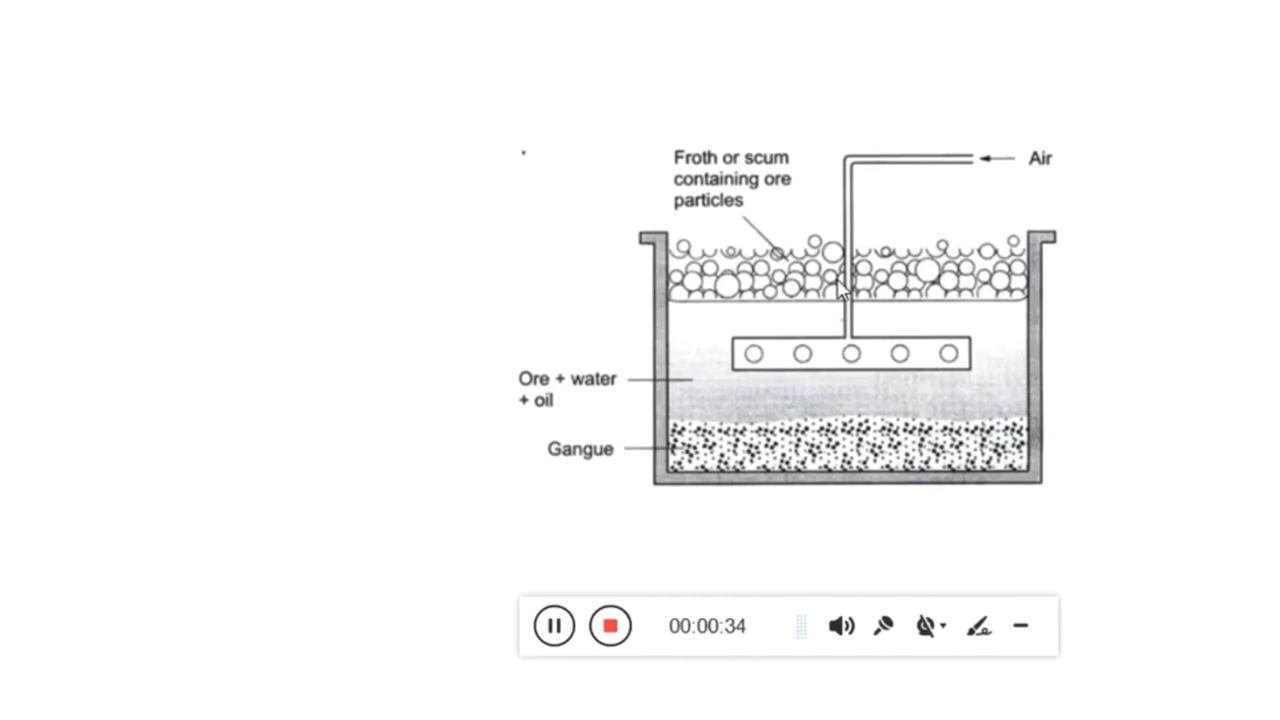 Froth or scum
containing ore
particles
Air
Ore + water
+ oil
Gangue
00:00:34